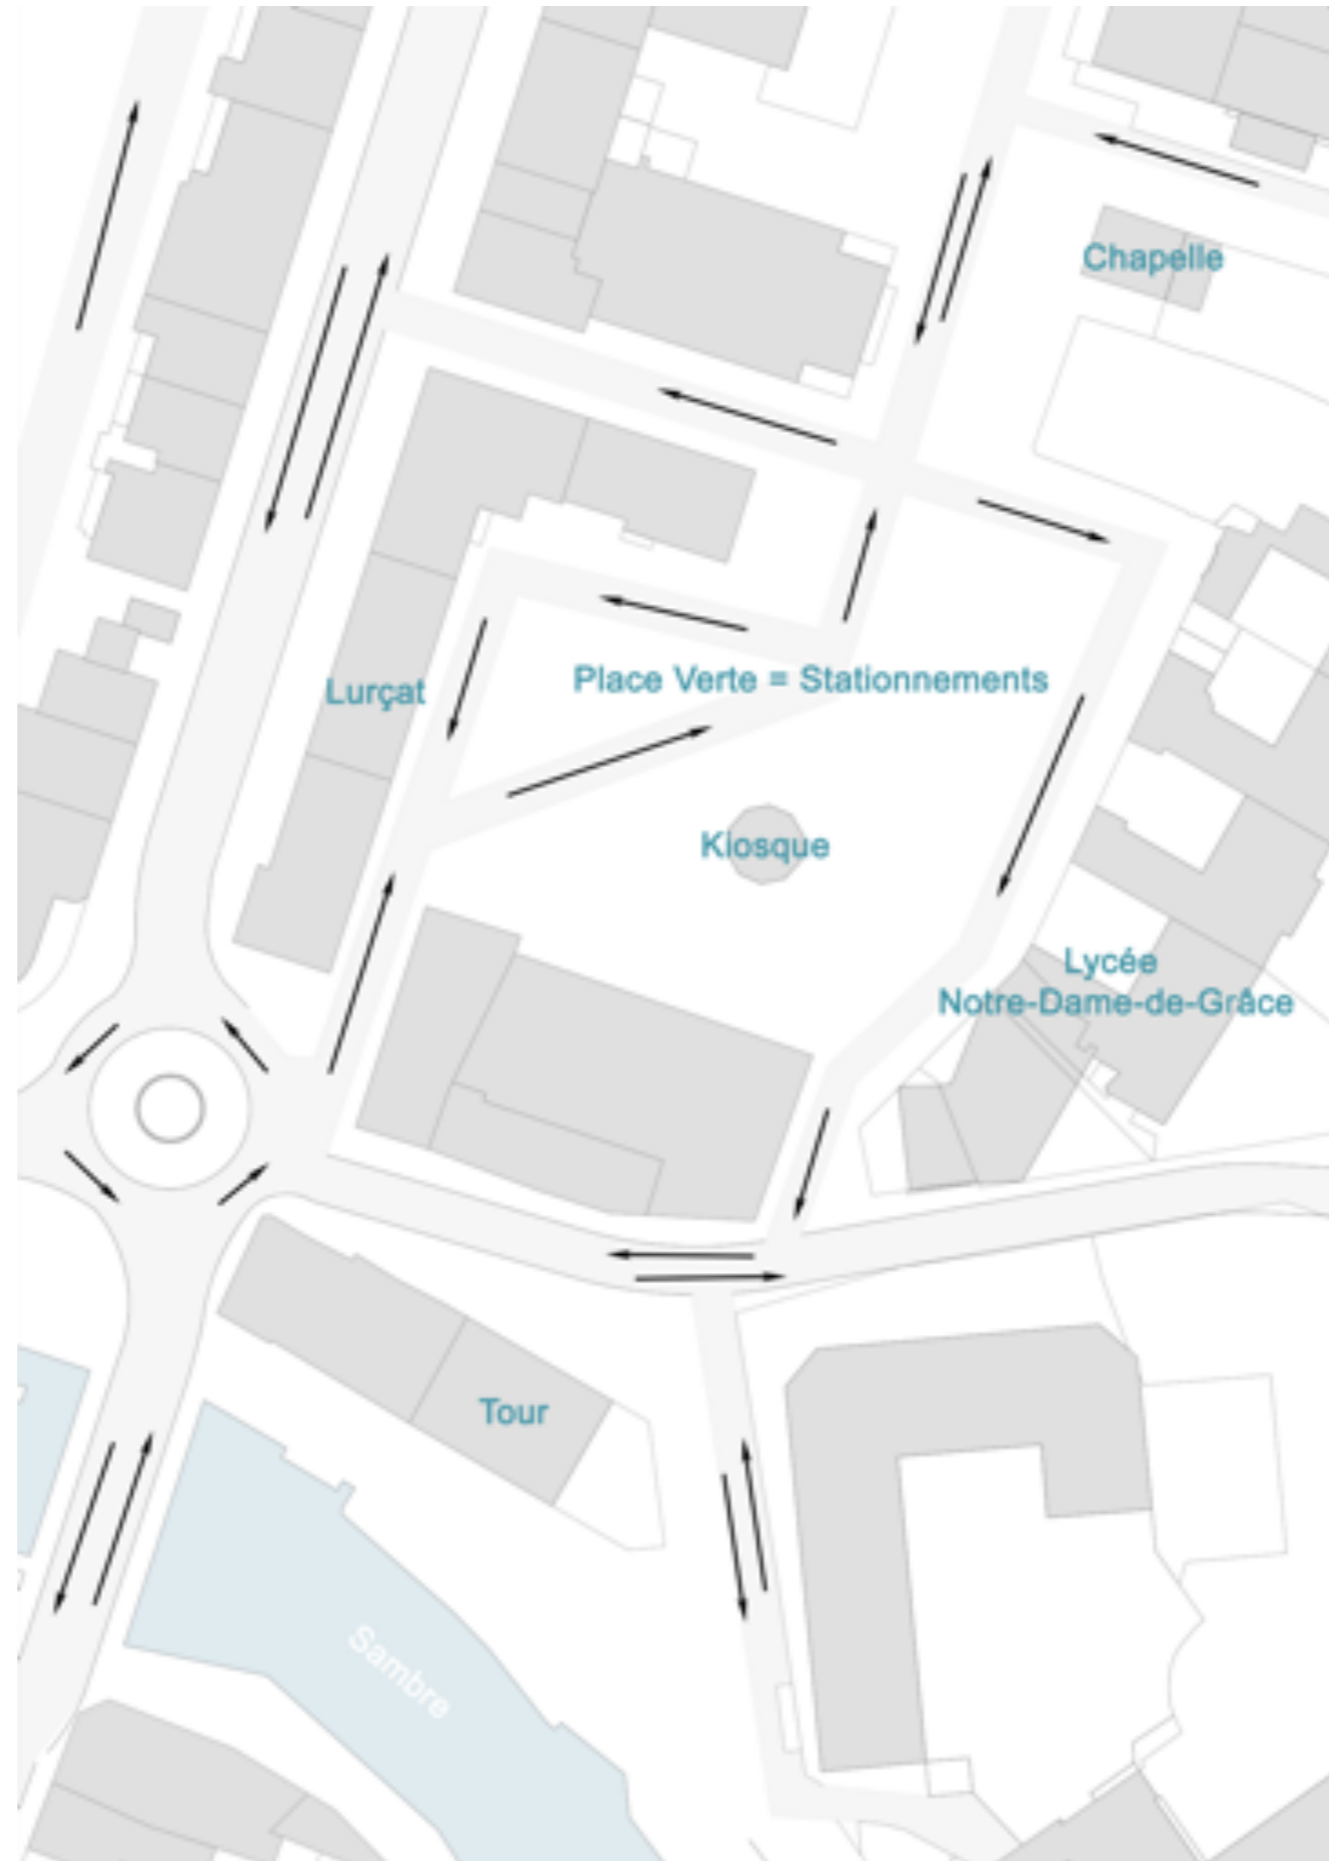 Chapelle
Lurçat
Place Verte = Stationnements
Kiosque
Lycée
Notre-Dame-de-Grâce
Tour
Sambre